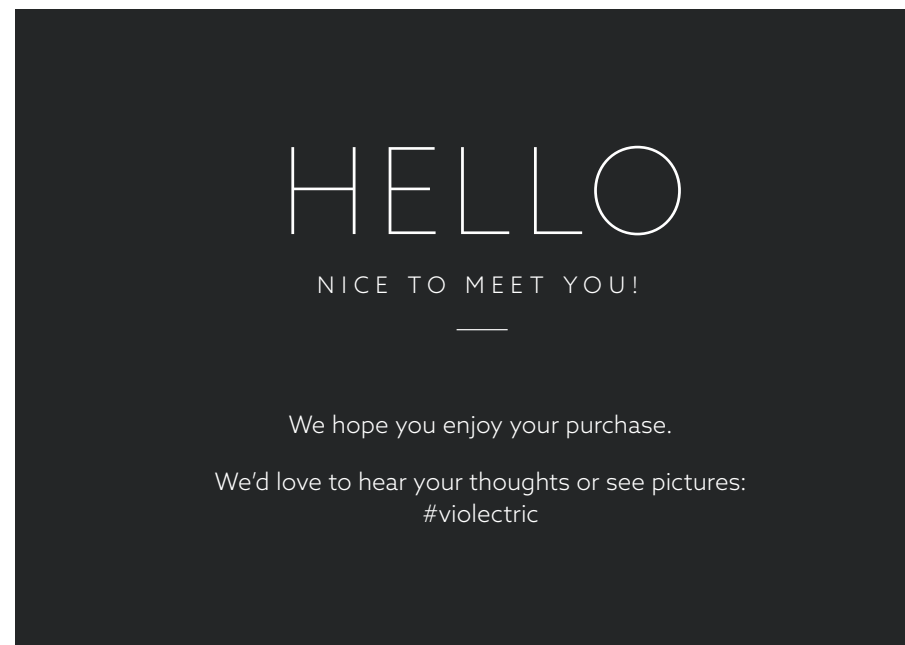 HELLO
NICE TO MEET YOU!
We hope you enjoy your purchase.
We’d love to hear your thoughts or see pictures:
#violectric